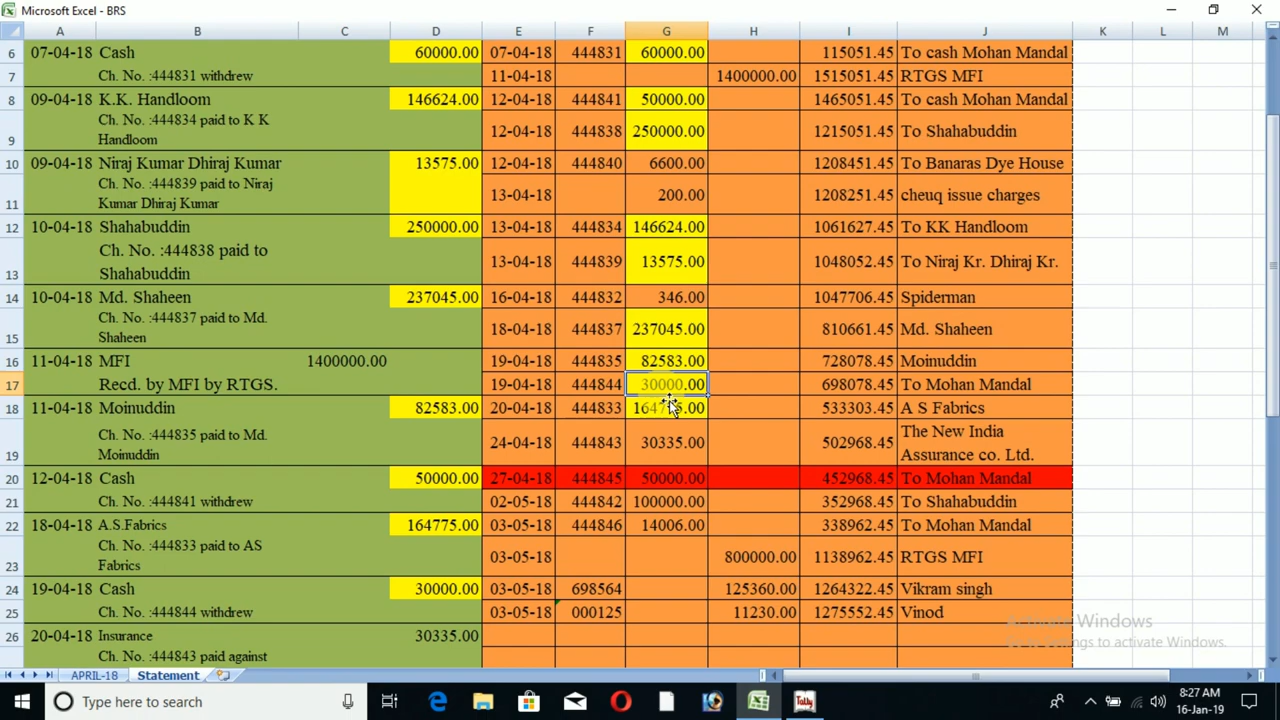 Microsoft Excel - BRS
A B C D E F G H I J K L M
6 07-04-18 Cash 60000.00 07-04-18 444831 60000.00 115051.45 To cash Mohan Mandal
7 Ch. No. :444831 withdrew 11-04-18 1400000.00 1515051.45 RTGS MFI
8 09-04-18 K.K. Handloom 146624.00 12-04-18 444841 50000.00 1465051.45 To cash Mohan Mandal
Ch. No. :444834 paid to K K
9 Handloom 12-04-18 444838 250000.00 1215051.45 To Shahabuddin
10 09-04-18 Niraj Kumar Dhiraj Kumar 13575.00 12-04-18 444840 6600.00 1208451.45 To Banaras Dye House
Ch. No. :444839 paid to Niraj
11 Kumar Dhiraj Kumar 13-04-18 200.00 1208251.45 cheuq issue charges
12 10-04-18 Shahabuddin 250000.00 13-04-18 444834 146624.00 1061627.45 To KK Handloom
Ch. No. :444838 paid to
13 Shahabuddin 13-04-18 444839 13575.00 1048052.45 To Niraj Kr. Dhiraj Kr.
14 10-04-18 Md. Shaheen 237045.00 16-04-18 444832 346.00 1047706.45 Spiderman
Ch. No. :444837 paid to Md.
15 Shaheen 18-04-18 444837 237045.00 810661.45 Md. Shaheen
16 11-04-18 MFI 1400000.00 19-04-18 444835 82583.00 728078.45 Moinuddin
17 Recd. by MFI by RTGS. 19-04-18 444844 30000.00 698078.45 To Mohan Mandal
18 11-04-18 Moinuddin 82583.00 20-04-18 444833 164775.00 533303.45 A S Fabrics
Ch. No. :444835 paid to Md.
19 Moinuddin 24-04-18 444843 30335.00 502968.45 The New India
Assurance co. Ltd.
20 12-04-18 Cash 50000.00 27-04-18 444845 50000.00 452968.45 To Mohan Mandal
21 Ch. No. :444841 withdrew 02-05-18 444842 100000.00 352968.45 To Shahabuddin
22 18-04-18 A.S.Fabrics 164775.00 03-05-18 444846 14006.00 338962.45 To Mohan Mandal
Ch. No. :444833 paid to AS
23 Fabrics 03-05-18 800000.00 1138962.45 RTGS MFI
24 19-04-18 Cash 30000.00 03-05-18 698564 125360.00 1264322.45 Vikram singh
25 Ch. No. :444844 withdrew 03-05-18 000125 11230.00 1275552.45 Vinod
26 20-04-18 Insurance 30335.00
Ch. No. :444843 paid against
Activate Windows
Go to Settings to activate Windows.
APRIL-18 Statement
Type here to search
Tally
8:27 AM
16-Jan-19